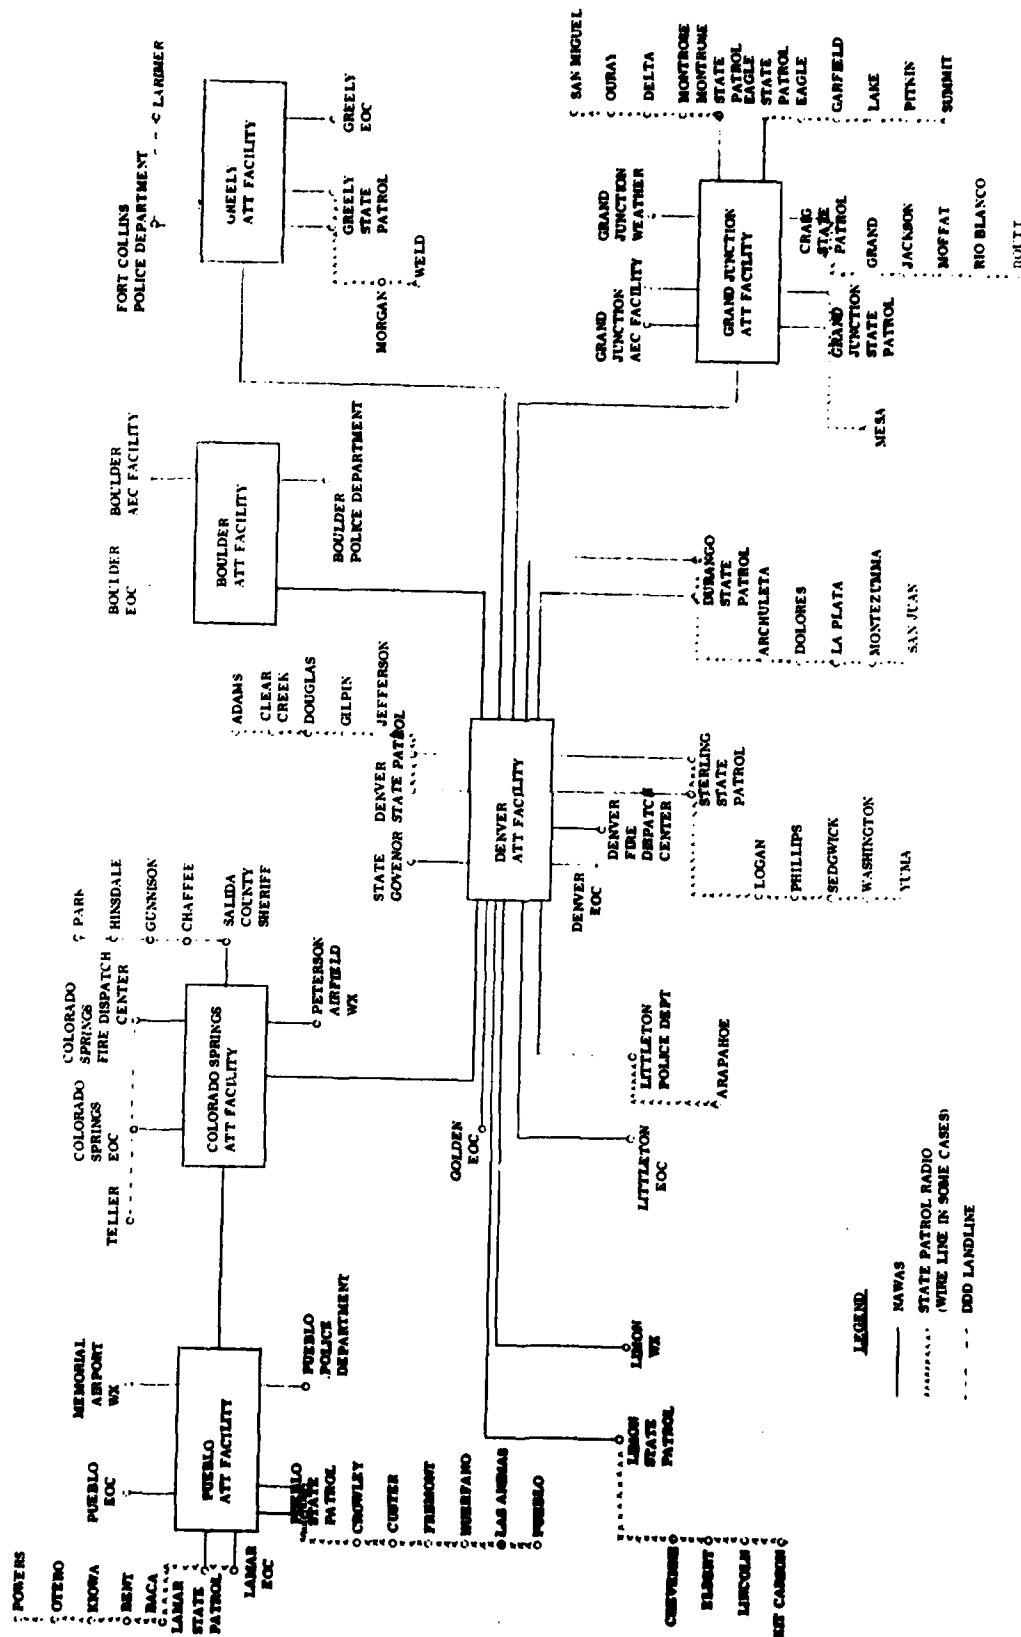 POWERS
OTERO
KIOWA
BENT
BACA
LAMAR
STATE
PATROL
LAMAR
EOC
PUEBLO
EOC
MEMORIAL
AIRPORT
WX
PUEBLO
ATT FACILITY
PUEBLO
POLICE
DEPARTMENT
PUEBLO
STATE
PATROL
CROWLEY
CUSTER
FREMONT
HUERFANO
LAS ANIMAS
PUEBLO
TELLER
COLORADO
SPRINGS
EOC
COLORADO
SPRINGS
FIRE DISPATCH
CENTER
PARK
HINSDALE
GUNNISON
CHAFFEE
SALIDA
COUNTY
SHERIFF
COLORADO SPRINGS
ATT FACILITY
PETERSON
AIRFIELD
WX
STATE
GOVERNOR
DENVER
STATE PATROL
ADAMS
CLEAR
CREEK
DOUGLAS
GILPIN
JEFFERSON
BOULDER
EOC
BOULDER
AEC FACILITY
BOULDER
ATT FACILITY
BOULDER
POLICE DEPARTMENT
FORT COLLINS
POLICE DEPARTMENT
LARIMER
GREELY
ATT FACILITY
GREELY
EOC
GREELY
STATE
PATROL
MORGAN
WELD
GOLDEN
EOC
DENVER
ATT FACILITY
DENVER
EOC
DENVER
FIRE
DISPATCH
CENTER
LIMON
STATE
PATROL
CHEYENNE
ELBERT
LINCOLN
KIT CARSON
LIMON
WX
LITTLETON
EOC
LITTLETON
POLICE DEPT
ARAPAHOE
STERLING
STATE
PATROL
LOGAN
PHILLIPS
SEDGWICK
WASHINGTON
YUMA
DURANGO
STATE
PATROL
ARCHULETA
DOLORES
LA PLATA
MONTEZUMMA
SAN JUAN
GRAND
JUNCTION
AEC FACILITY
GRAND
JUNCTION
WEATHER
GRAND JUNCTION
ATT FACILITY
GRAND
JUNCTION
STATE
PATROL
MESA
CRAIG
STATE
PATROL
GRAND
JACKSON
MOFFAT
RIO BLANCO
ROUTT
SAN MIGUEL
OURAY
DELTA
MONTROSE
MONTROSE
STATE
PATROL
EAGLE
STATE
PATROL
EAGLE
GARFIELD
LAKE
PITKIN
SUMMIT
LEGEND
NAWAS
STATE PATROL RADIO
(WIRE LINE IN SOME CASES)
DDD LANDLINE